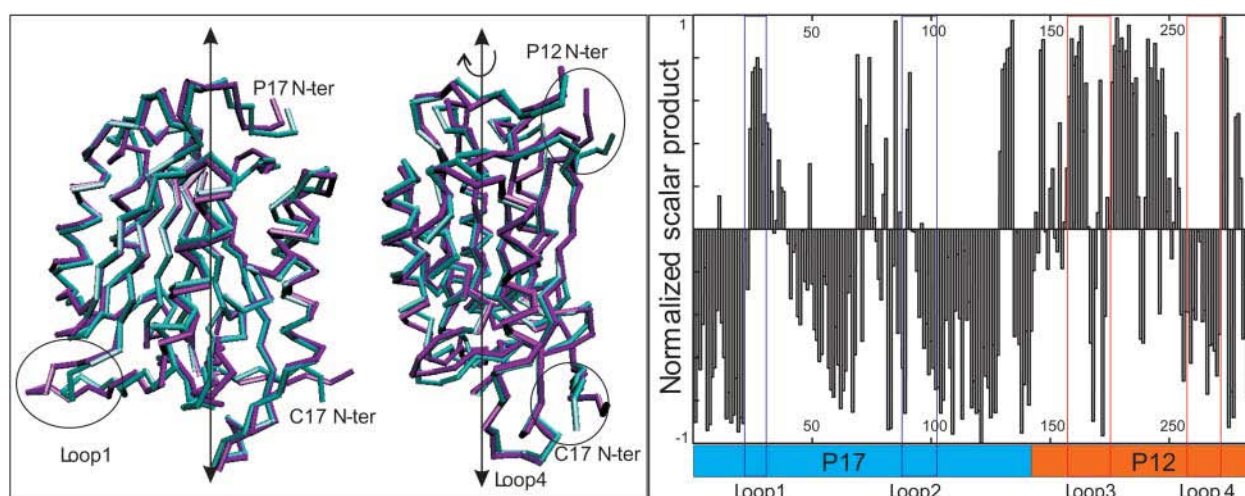 P17 N-ter
Loop1
C17 N-ter
P12 N-ter
Loop4
C17 N-ter
Normalized scalar product
1
-1
50
100
150
250
50
100
150
250
P17
P12
Loop1
Loop2
Loop3
Loop 4